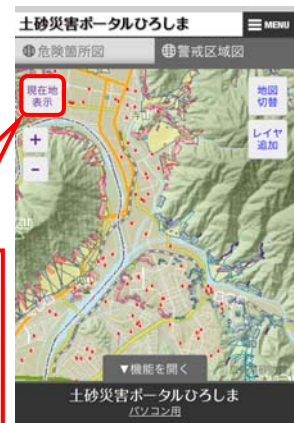 土砂災害ポータルひろしま
MENU
危険箇所図
警戒区域図
現在地
表示
地図
切替
レイヤ
追加
+
-
▼機能を開く
土砂災害ポータルひろしま
パソコン用